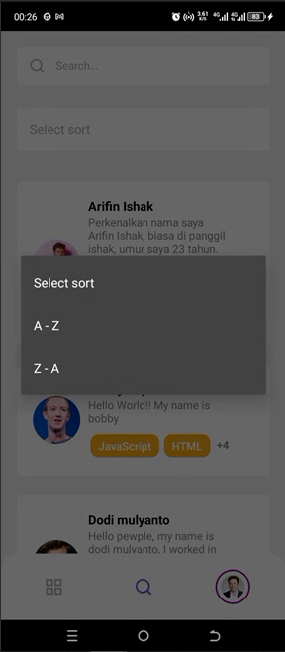 00:26
3.61
KB/s
4G
4G
83
Search...
Select sort
Arifin Ishak
Perkenalkan nama saya
Arifin Ishak, biasa di panggil
ishak, umur saya 23 tahun.
Select sort
A - Z
Z - A
Hello World!! My name is
bobby
JavaScript HTML +4
Dodi mulyanto
Hello pewple, my name is
dodi mulyanto. I worked in